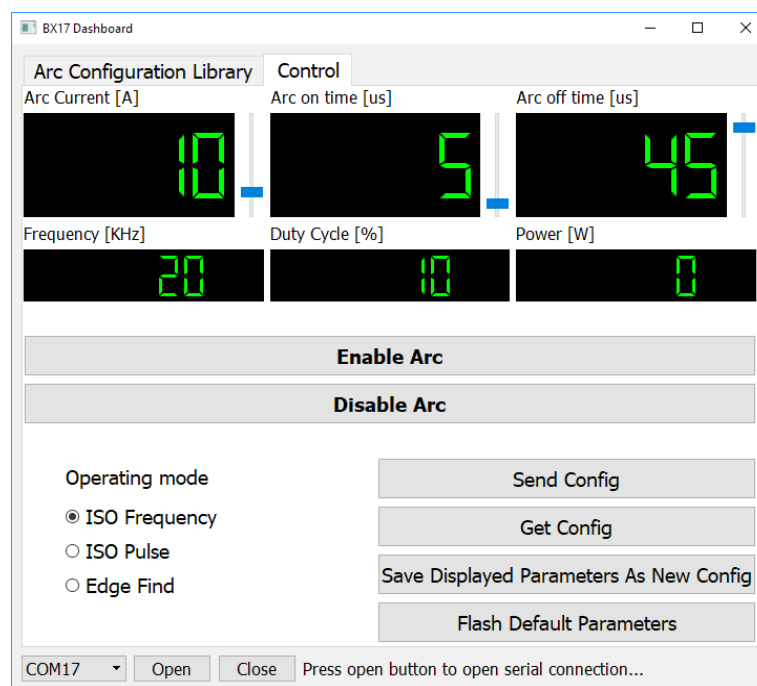 BX17 Dashboard
Arc Configuration Library Control
Arc Current [A] Arc on time [us] Arc off time [us]
10 5 45
Frequency [KHz] Duty Cycle [%] Power [W]
20 10 0
Enable Arc
Disable Arc
Operating mode
ISO Frequency
ISO Pulse
Edge Find
Send Config
Get Config
Save Displayed Parameters As New Config
Flash Default Parameters
COM17 Open Close Press open button to open serial connection...